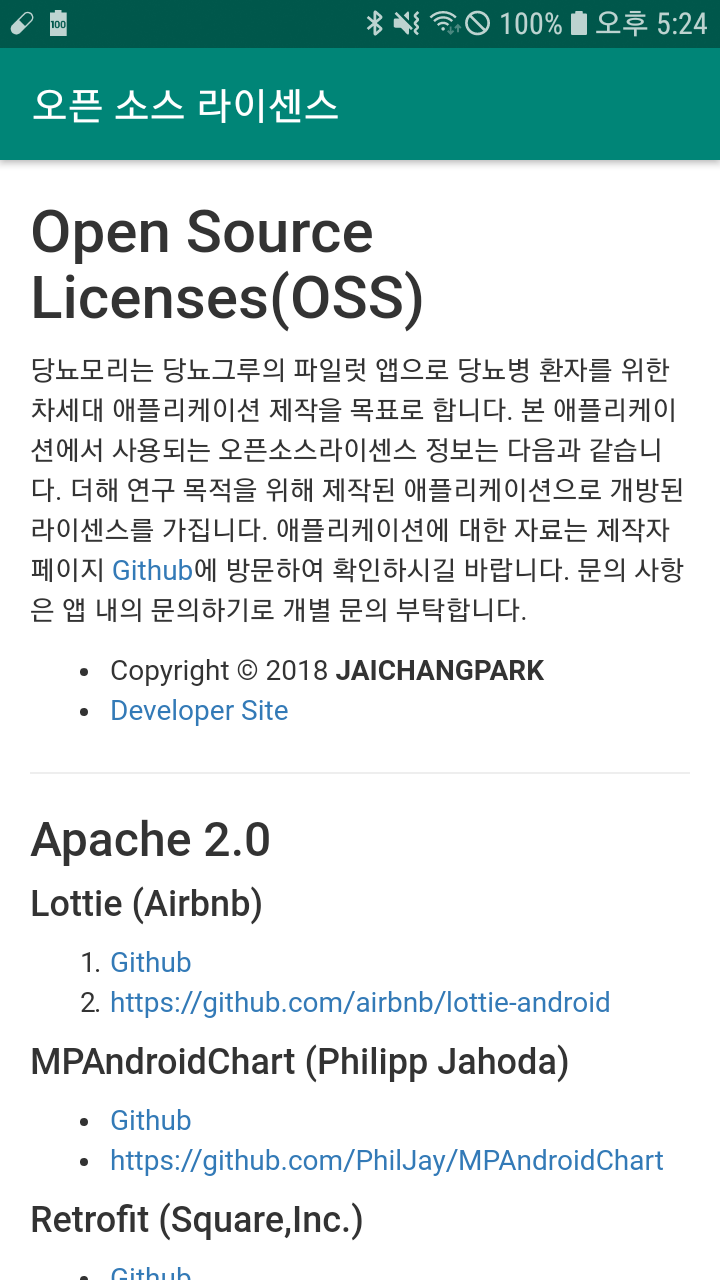 100
100% 오후 5:24
오픈 소스 라이센스
Open Source
Licenses(OSS)
당뇨모리는 당뇨그루의 파일럿 앱으로 당뇨병 환자를 위한
차세대 애플리케이션 제작을 목표로 합니다. 본 애플리케이
션에서 사용되는 오픈소스라이센스 정보는 다음과 같습니
다. 더해 연구 목적을 위해 제작된 애플리케이션으로 개방된
라이센스를 가집니다. 애플리케이션에 대한 자료는 제작자
페이지 Github에 방문하여 확인하시길 바랍니다. 문의 사항
은 앱 내의 문의하기로 개별 문의 부탁합니다.
• Copyright © 2018 JAICHANGPARK
• Developer Site
Apache 2.0
Lottie (Airbnb)
1. Github
2. https://github.com/airbnb/lottie-android
MPAndroidChart (Philipp Jahoda)
• Github
• https://github.com/PhilJay/MPAndroidChart
Retrofit (Square,Inc.)
• Github